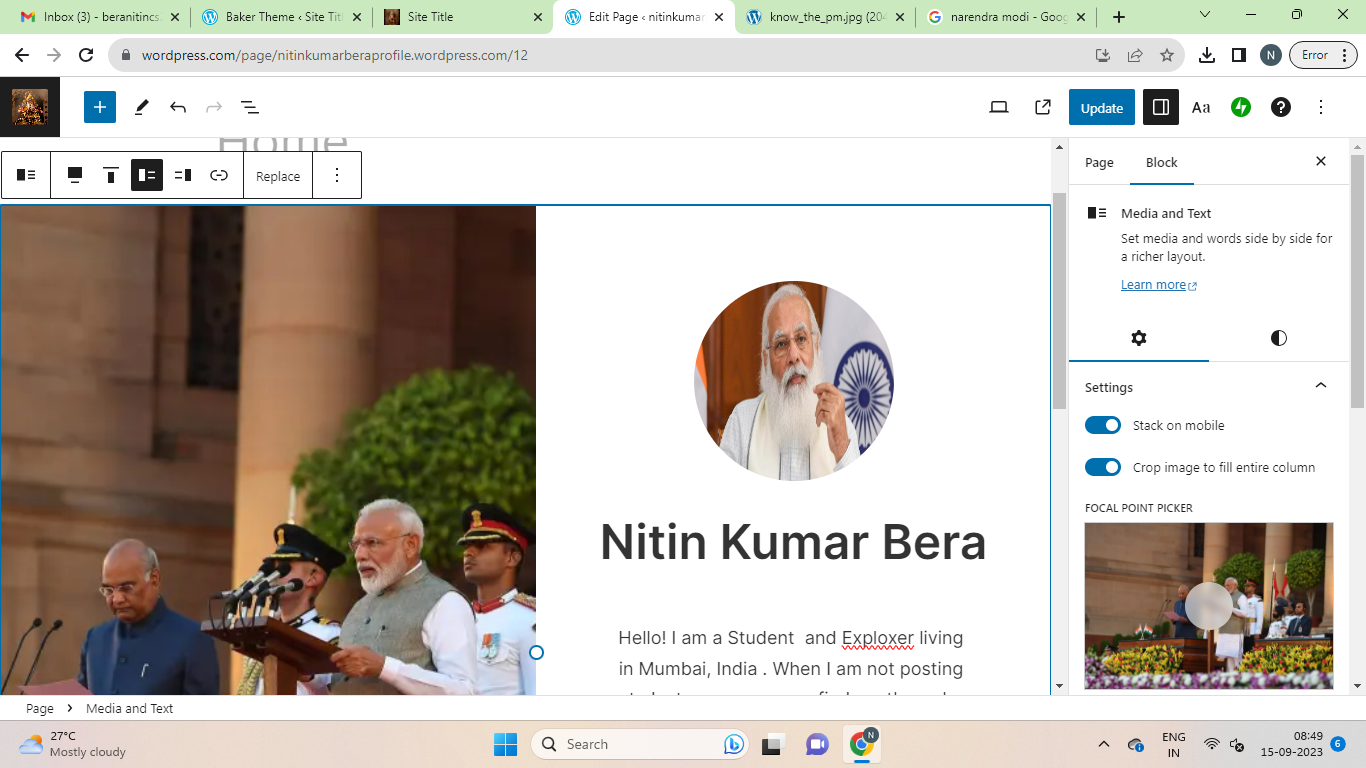 Inbox (3) - beranitincs.
Baker Theme ‹ Site Titl
Site Title
Edit Page ‹ nitinkumar
know_the_pm.jpg (204
narendra modi - Goog
wordpress.com/page/nitinkumarberaprofile.wordpress.com/12
N
Error
Update
Aa
Home
Replace
Page
Block
Media and Text
Set media and words side by side for
a richer layout.
Learn more
Settings
Stack on mobile
Crop image to fill entire column
FOCAL POINT PICKER
Nitin Kumar Bera
Hello! I am a Student and Exploxer living
in Mumbai, India . When I am not posting
Page
Media and Text
27°C
Mostly cloudy
Search
N
ENG
IN
08:49
15-09-2023
6